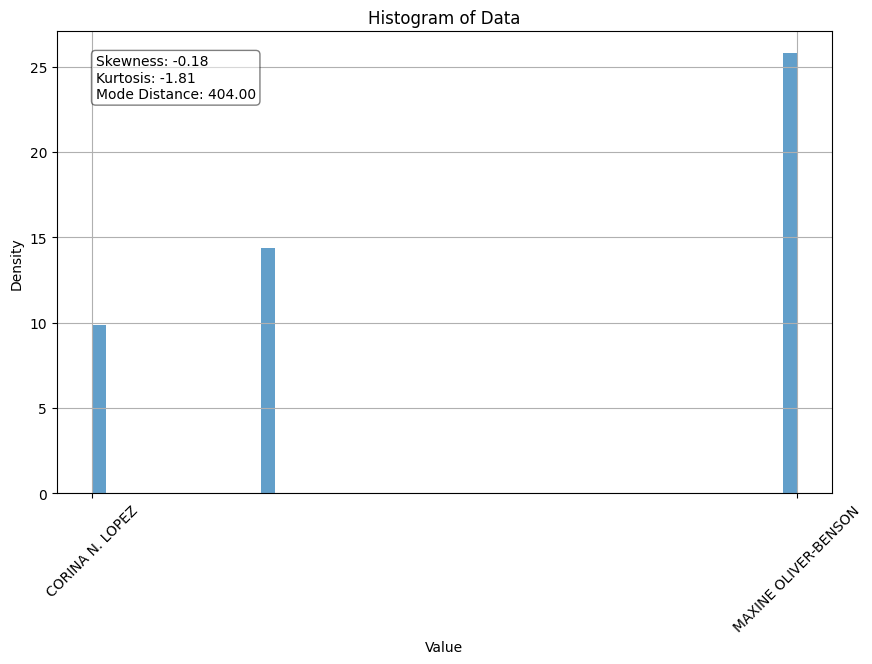 Histogram of Data
Skewness: -0.18
Kurtosis: -1.81
Mode Distance: 404.00
Density
25
20
15
10
5
0
CORINA N. LOPEZ
MAXINE OLIVER-BENSON
Value